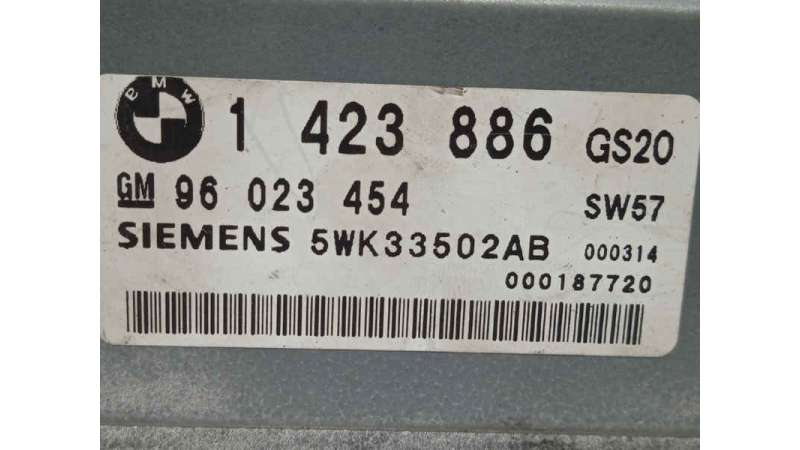 BMW 1 423 886 GS20
GM 96 023 454 SW57
SIEMENS 5WK33502AB 000314
000187720